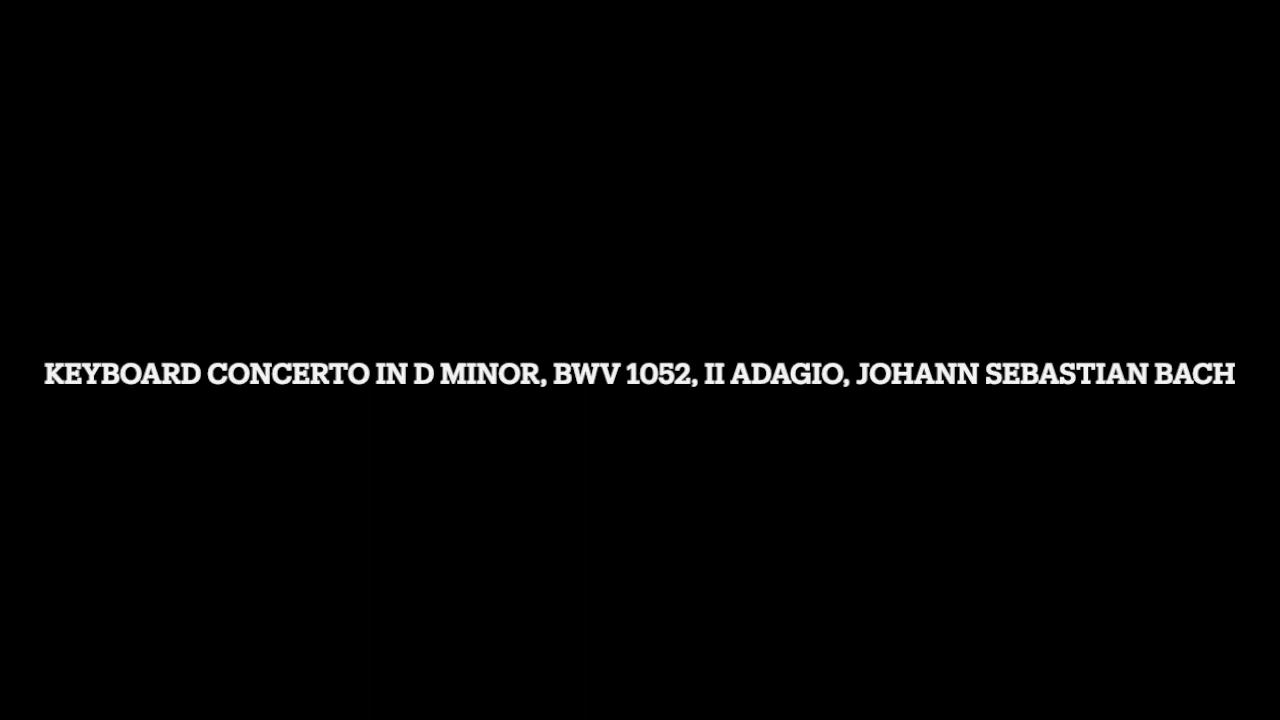 KEYBOARD CONCERTO IN D MINOR, BWV 1052, II ADAGIO, JOHANN SEBASTIAN BACH